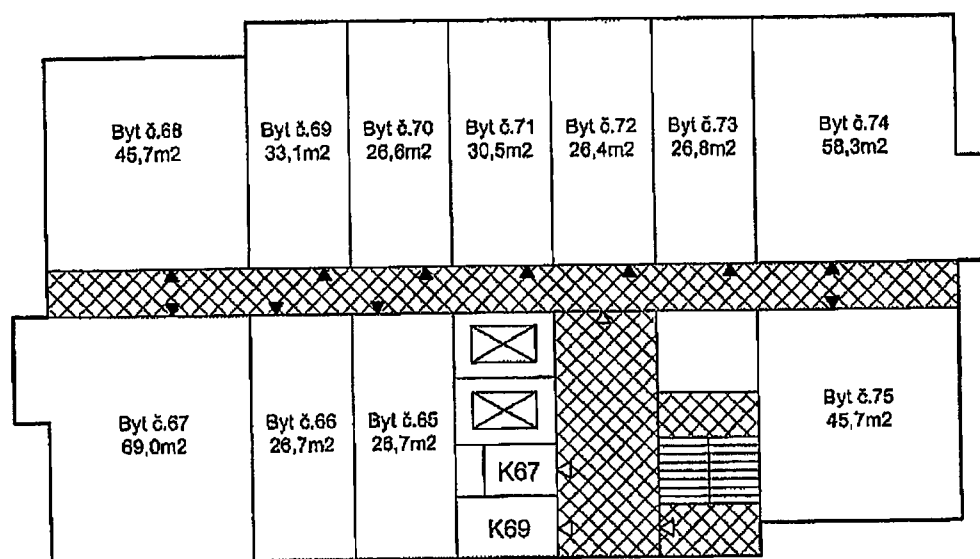 Byt č.68
45,7m2
Byt č.69
33,1m2
Byt č.70
26,6m2
Byt č.71
30,5m2
Byt č.72
26,4m2
Byt č.73
26,8m2
Byt č.74
58,3m2
Byt č.67
69,0m2
Byt č.66
26,7m2
Byt č.65
26,7m2
K67
K69
Byt č.75
45,7m2